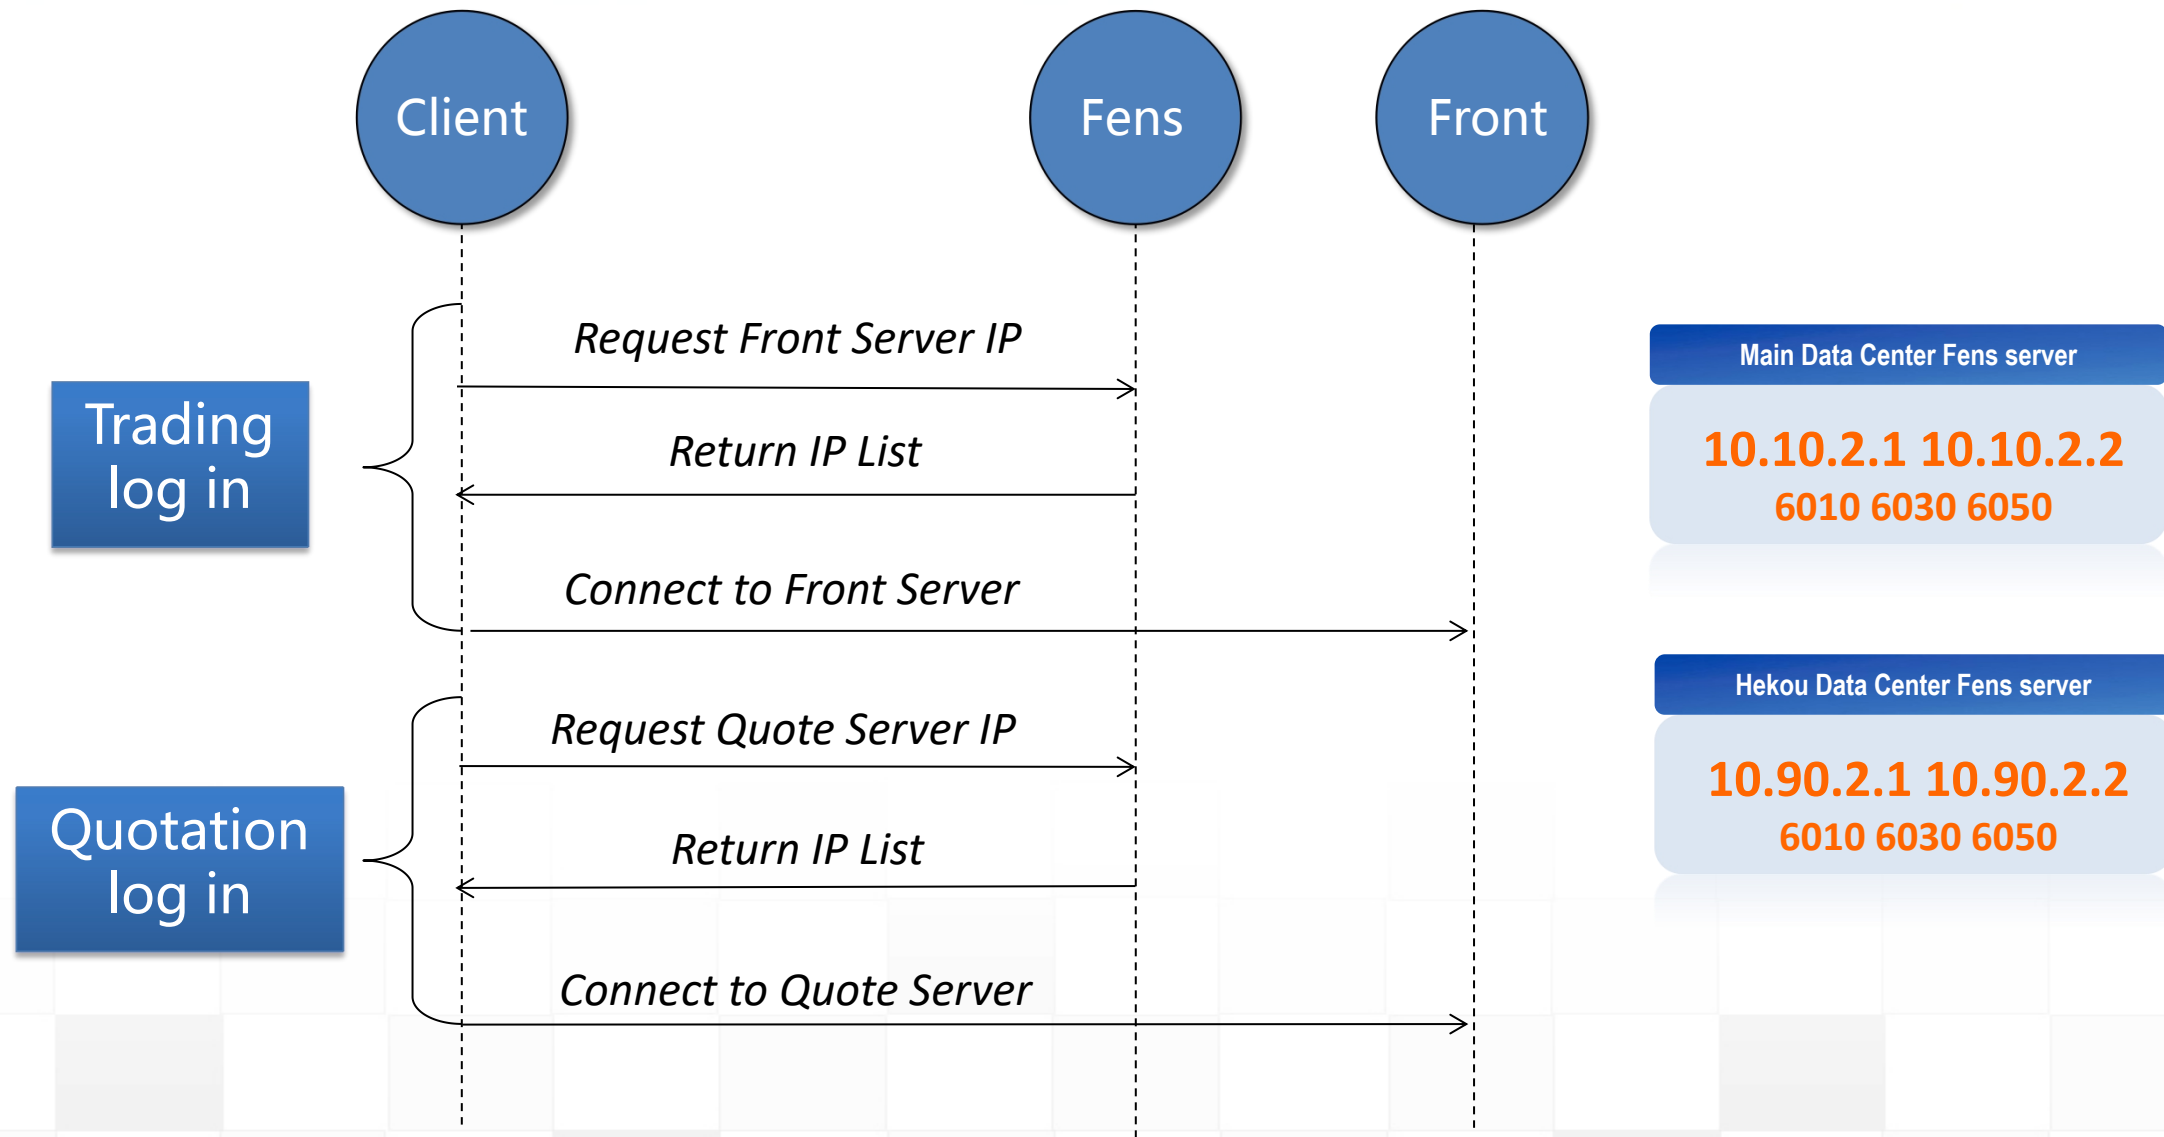 Client
Fens
Front
Request Front Server IP
Main Data Center Fens server
Trading
log in
Return IP List
10.10.2.1 10.10.2.2
6010 6030 6050
Connect to Front Server
Hekou Data Center Fens server
Request Quote Server IP
10.90.2.1 10.90.2.2
6010 6030 6050
Quotation
log in
Return IP List
Connect to Quote Server